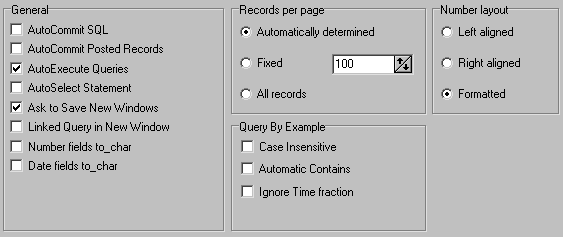 General
AutoCommit SQL
AutoCommit Posted Records
AutoExecute Queries
AutoSelect Statement
Ask to Save New Windows
Linked Query in New Window
Number fields to_char
Date fields to_char
Records per page
Automatically determined
Fixed 100
All records
Query By Example
Case Insensitive
Automatic Contains
Ignore Time fraction
Number layout
Left aligned
Right aligned
Formatted